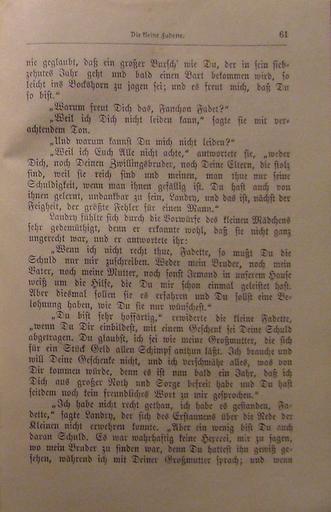 Die kleine Fadette. 61
nie geglaubt, daß ein großer Bursch' wie Du, der in sein sieb-
zehntes Jahr geht und bald einen Bart bekommen wird, so
leicht ins Bockshorn zu jagen sei; und es freut mich, daß Du
so bist.“
„Warum freut Dich das, Fanchon Fadet?“
„Weil ich Dich nicht leiden kann,“ sagte sie mit ver-
achtendem Ton.
„Und warum kannst Du mich nicht leiden?“
„Weil ich Euch Alle nicht achte,“ antwortete sie, „weder
Dich, noch Deinen Zwillingsbruder, noch Deine Eltern, die stolz
sind, weil sie reich sind und meinen, man thue nur seine
Schuldigkeit, wenn man ihnen gefällig ist. Du hast auch von
ihnen gelernt, undankbar zu sein, Landry, und das ist, nächst der
Feigheit, der größte Fehler für einen Mann.“
Landry fühlte sich durch die Vorwürfe des kleinen Mädchens
sehr gedemüthigt, denn er erkannte wohl, daß sie nicht ganz
ungerecht war, und er antwortete ihr:
„Wenn ich nicht recht thue, Fadette, so mußt Du die
Schuld nur mir zuschreiben. Weder mein Bruder, noch mein
Vater, noch meine Mutter, noch sonst Jemand in unserem Hause
weiß um die Hilfe, die Du mir schon einmal geleistet hast.
Aber diesmal sollen sie es erfahren und Du sollst eine Be-
lohnung haben, wie Du sie nur wünschest.“
„Du bist sehr hoffärtig,“ erwiderte die kleine Fadette,
„wenn Du Dir einbildest, mit einem Geschenk sei Deine Schuld
abgetragen. Du glaubst, ich sei wie meine Großmutter, die sich
für ein Stück Geld allen Schimpf anthun läßt. Ich brauche und
will Deine Geschenke nicht, und ich verschmähe alles, was von
Dir kommen würde, denn es ist nun bald ein Jahr, daß ich
Dich aus großer Noth und Sorge befreit habe und Du hast
seitdem noch kein freundliches Wort zu mir gesprochen.“
„Ich habe nicht recht gethan, ich habe es gestanden, Fa-
dette,“ sagte Landry, der sich des Erstaunens über die Rede der
Kleinen nicht erwehren konnte. „Aber ein wenig bist Du auch
daran Schuld. Es war wahrhaftig keine Hexerei, mir zu sagen,
wo mein Bruder zu finden war, denn Du hattest ihn gewiß ge-
sehen, während ich mit Deiner Großmutter sprach; und wenn